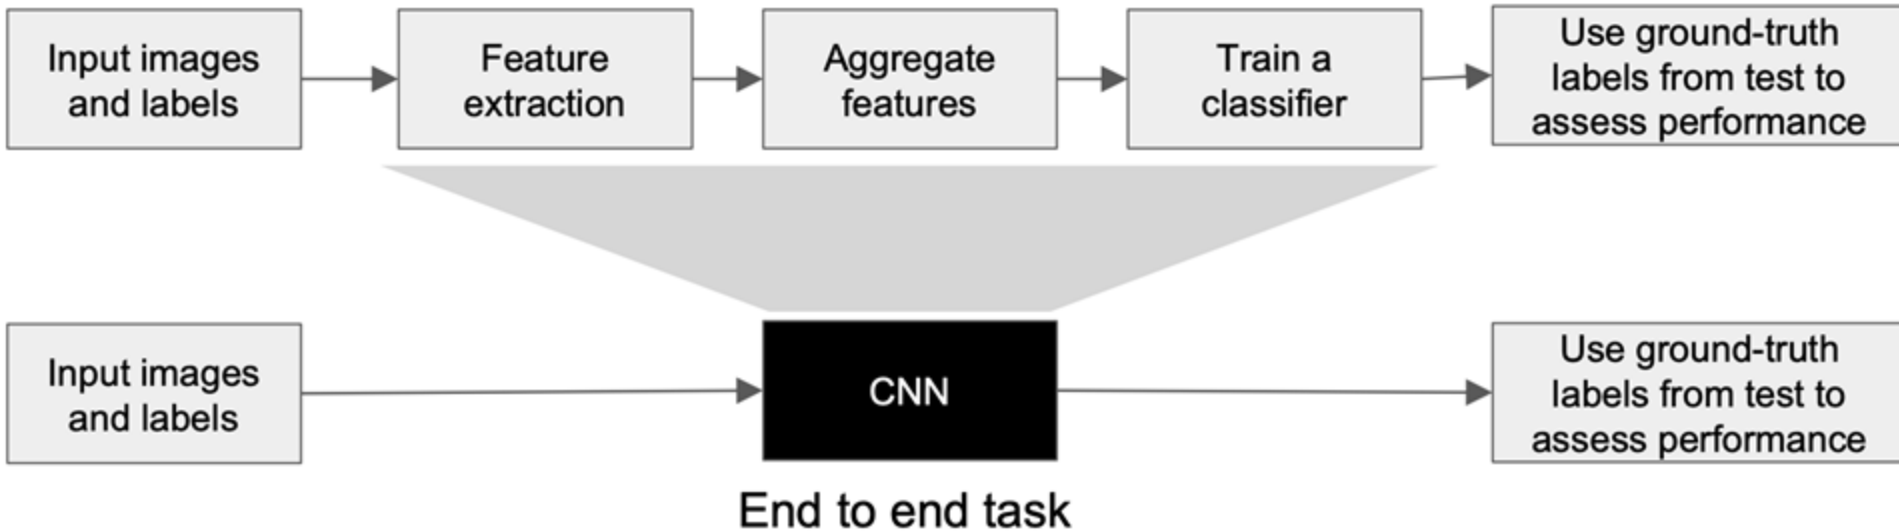 Input images
and labels
Feature
extraction
Aggregate
features
Train a
classifier
Use ground-truth
labels from test to
assess performance
Input images
and labels
CNN
Use ground-truth
labels from test to
assess performance
End to end task